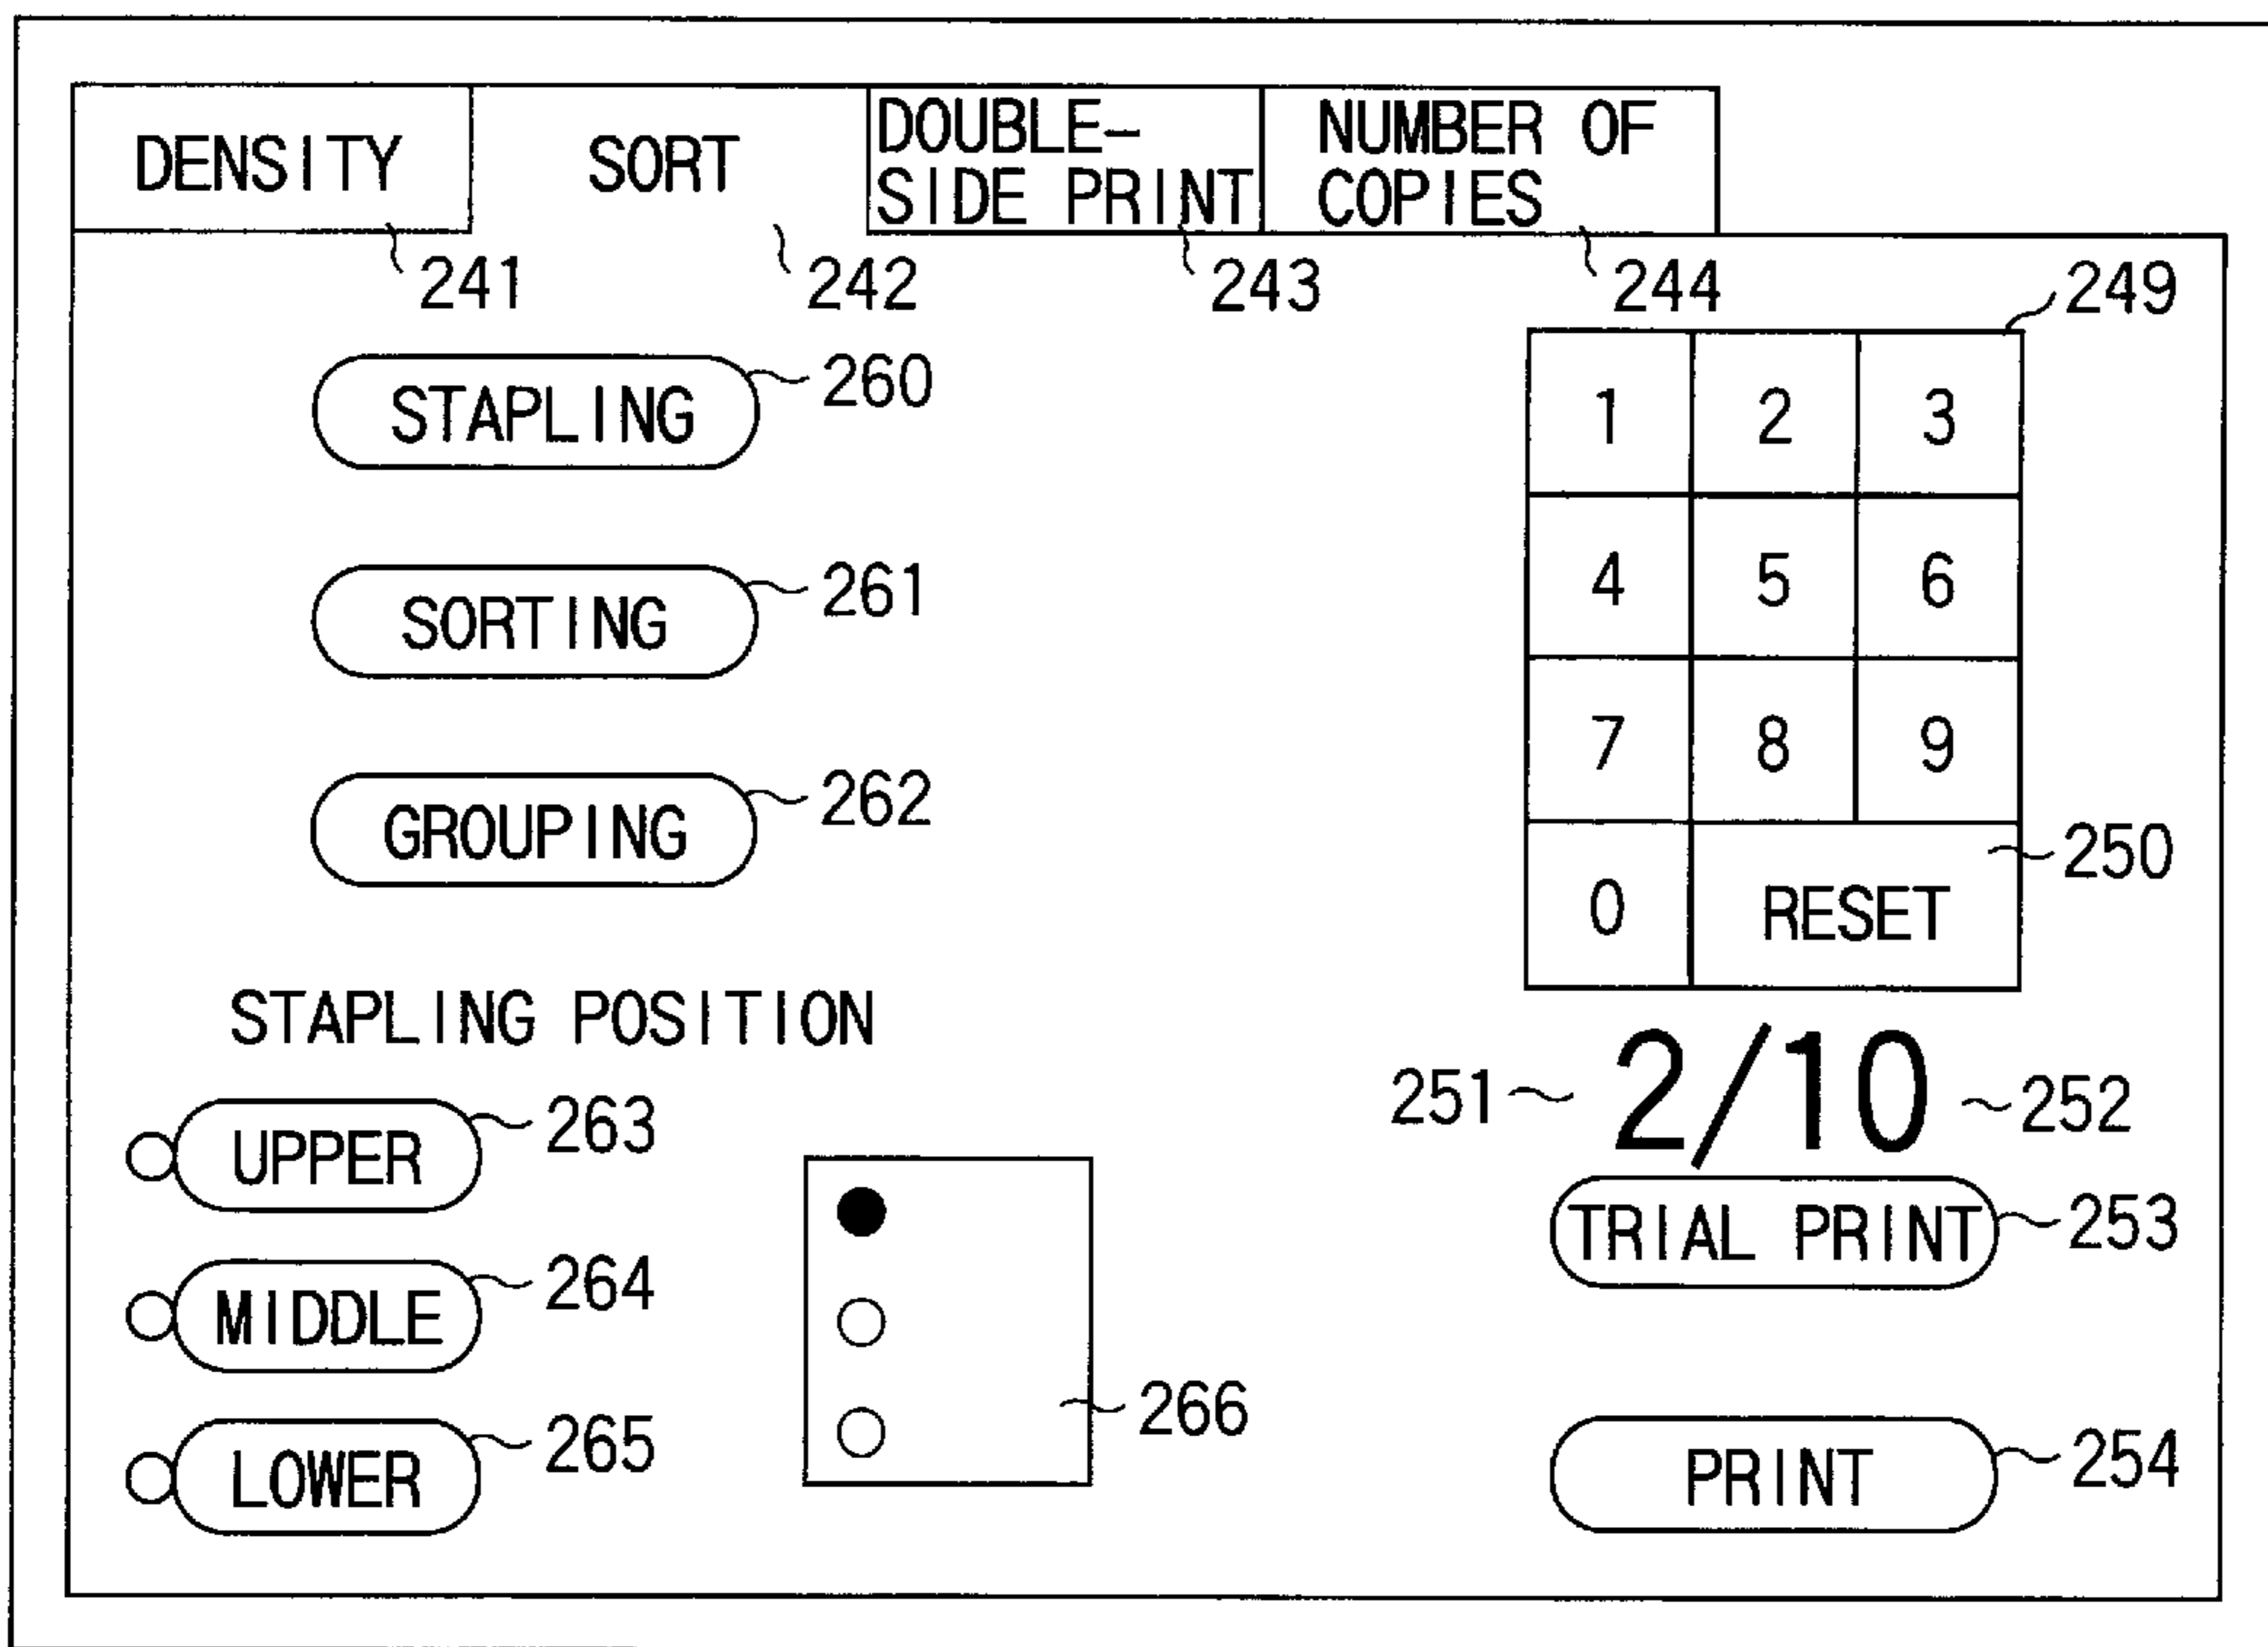 DENSITY SORT DOUBLE-SIDE PRINT NUMBER OF COPIES
241 242 243 244
249
STAPLING 260
1 2 3
SORTING 261
4 5 6
GROUPING 262
7 8 9
250
0 RESET
STAPLING POSITION
251 2/10 252
UPPER 263
TRIAL PRINT 253
MIDDLE 264
266
LOWER 265
PRINT 254